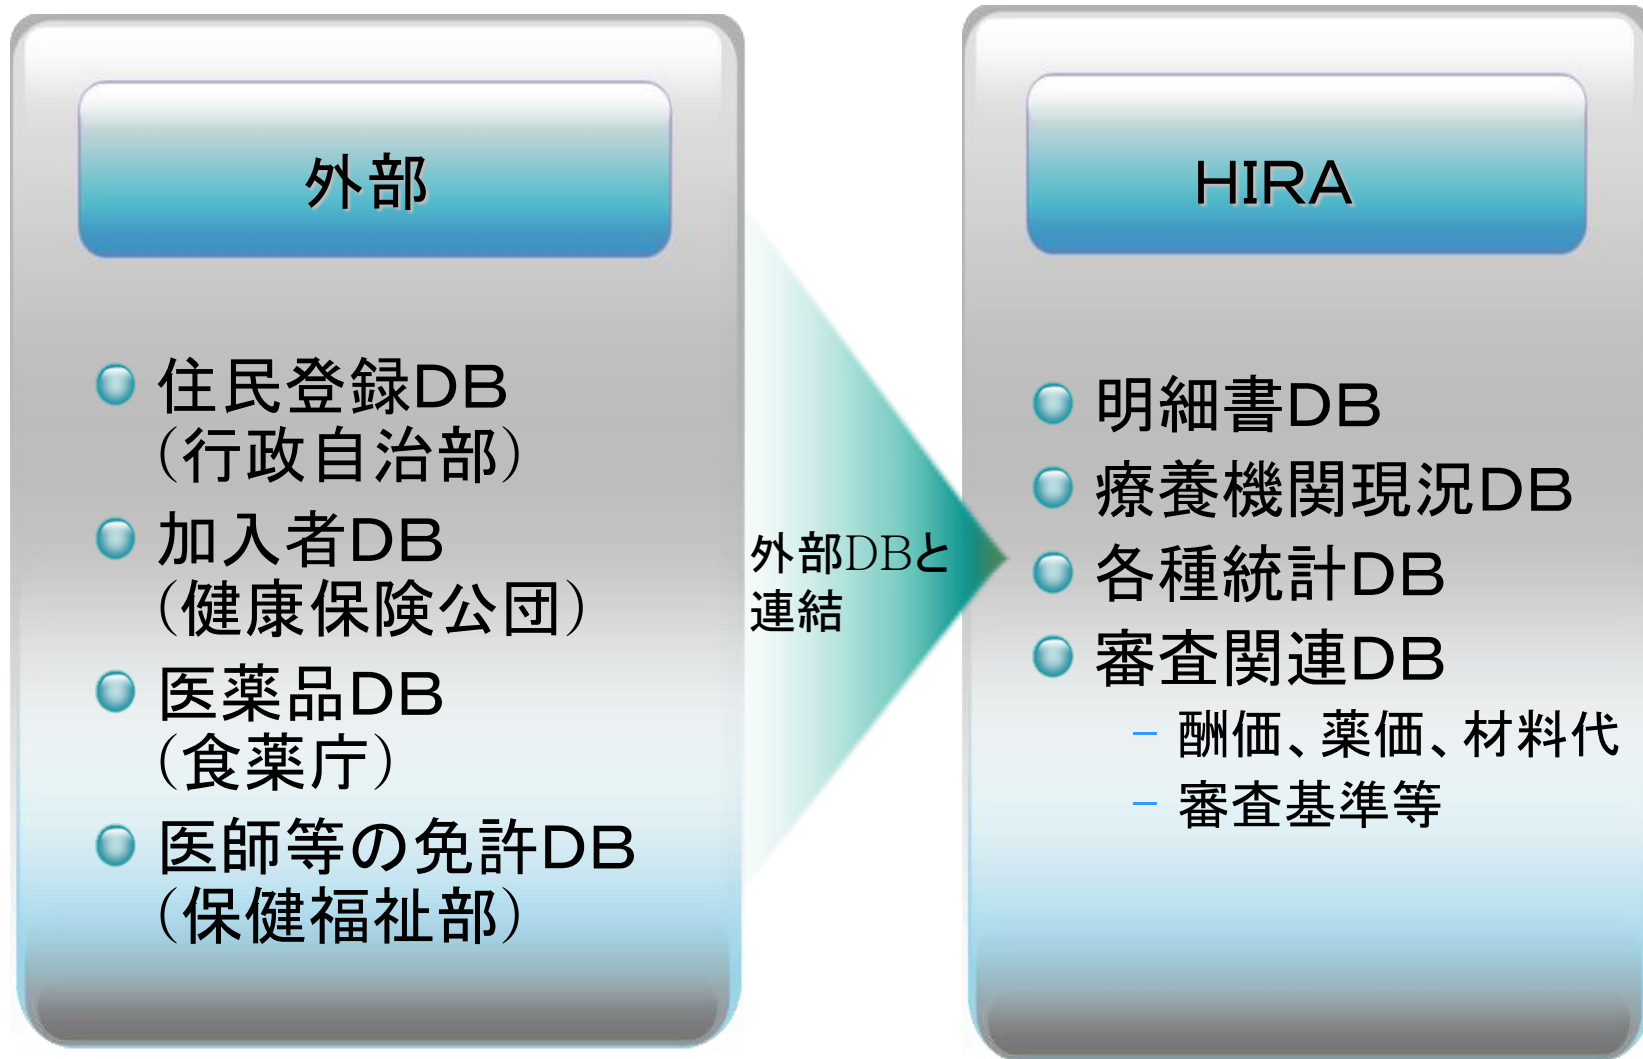 外部
住民登録DB
(行政自治部)
加入者DB
(健康保険公団)
医薬品DB
(食薬庁)
医師等の免許DB
(保健福祉部)
外部DBと
連結
HIRA
明細書DB
療養機関現況DB
各種統計DB
審査関連DB
－ 酬価、薬価、材料代
－ 審査基準等